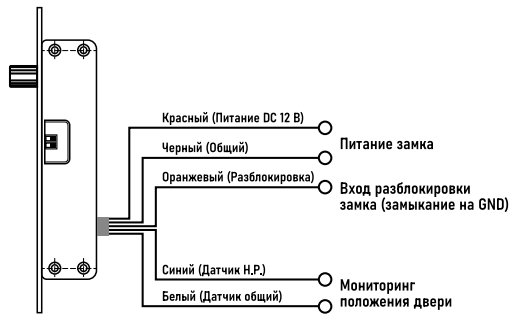 Красный (Питание DC 12 В)
Черный (Общий)
Питание замка
Оранжевый (Разблокировка)
Вход разблокировки
замка (замыкание на GND)
Синий (Датчик Н.Р.)
Белый (Датчик общий)
Мониторинг
положения двери